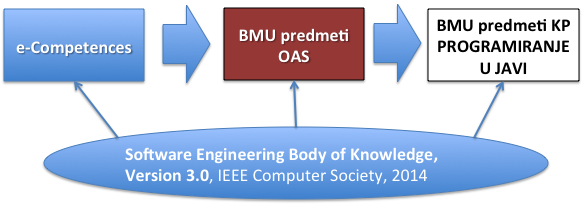 e-Competences
BMU predmeti
OAS
BMU predmeti KP
PROGRAMIRANJE
U JAVI
Software Engineering Body of Knowledge,
Version 3.0, IEEE Computer Society, 2014